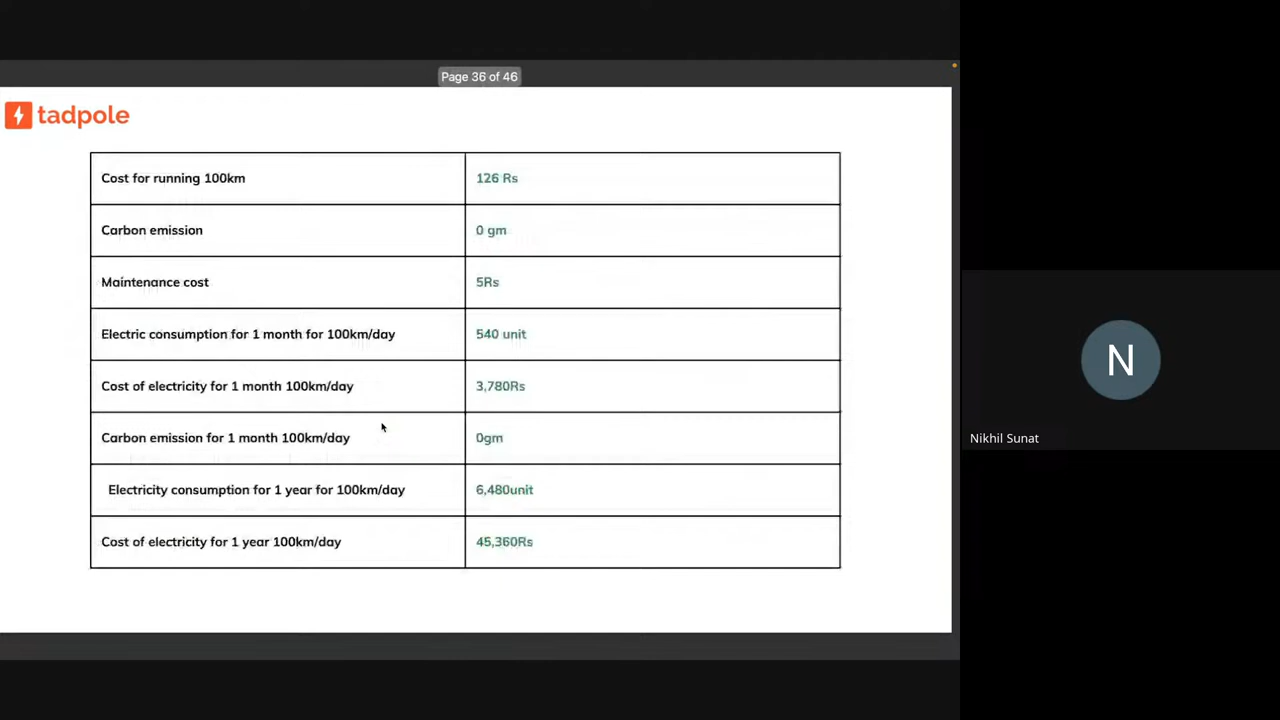 Page 36 of 46
tadpole
Cost for running 100km 126 Rs
Carbon emission 0 gm
Maintenance cost 5Rs
Electric consumption for 1 month for 100km/day 540 unit
Cost of electricity for 1 month 100km/day 3,780Rs
Carbon emission for 1 month 100km/day 0gm
Electricity consumption for 1 year for 100km/day 6,480unit
Cost of electricity for 1 year 100km/day 45,360Rs
N
Nikhil Sunat